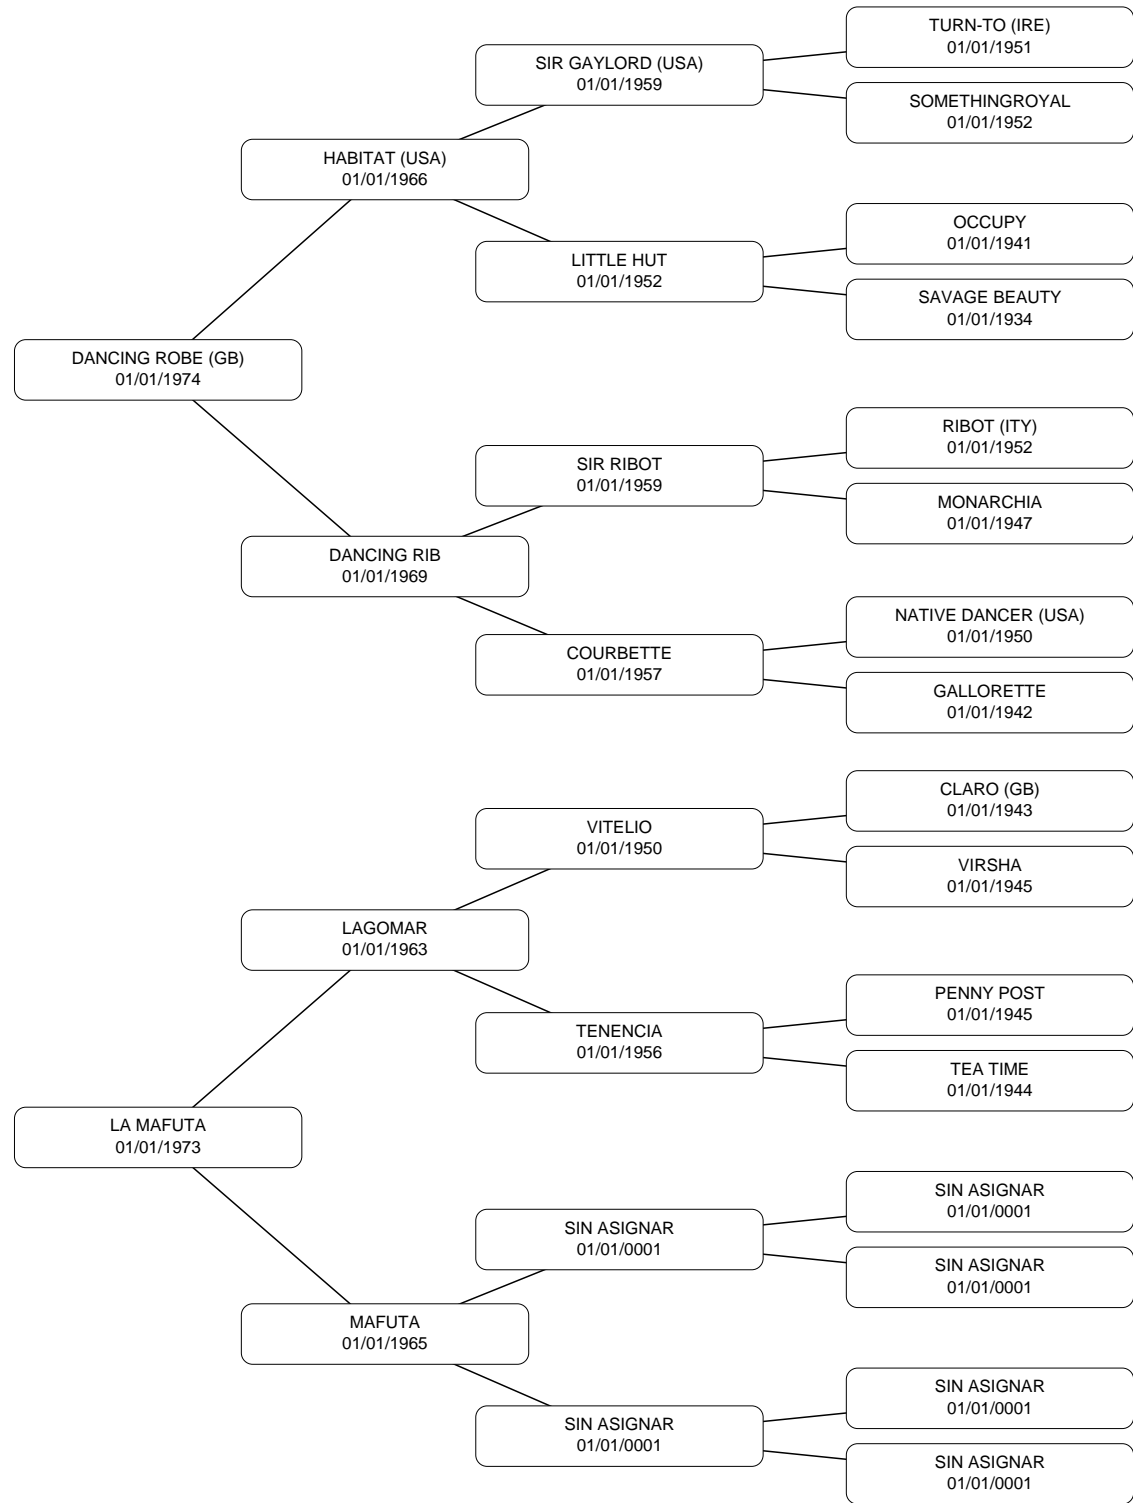 TURN-TO (IRE)
01/01/1951
SIR GAYLORD (USA)
01/01/1959
SOMETHINGROYAL
01/01/1952
HABITAT (USA)
01/01/1966
OCCUPY
01/01/1941
LITTLE HUT
01/01/1952
SAVAGE BEAUTY
01/01/1934
DANCING ROBE (GB)
01/01/1974
RIBOT (ITY)
01/01/1952
SIR RIBOT
01/01/1959
MONARCHIA
01/01/1947
DANCING RIB
01/01/1969
NATIVE DANCER (USA)
01/01/1950
COURBETTE
01/01/1957
GALLORETTE
01/01/1942
CLARO (GB)
01/01/1943
VITELIO
01/01/1950
VIRSHA
01/01/1945
LAGOMAR
01/01/1963
PENNY POST
01/01/1945
TENENCIA
01/01/1956
TEA TIME
01/01/1944
LA MAFUTA
01/01/1973
SIN ASIGNAR
01/01/0001
SIN ASIGNAR
01/01/0001
SIN ASIGNAR
01/01/0001
MAFUTA
01/01/1965
SIN ASIGNAR
01/01/0001
SIN ASIGNAR
01/01/0001
SIN ASIGNAR
01/01/0001